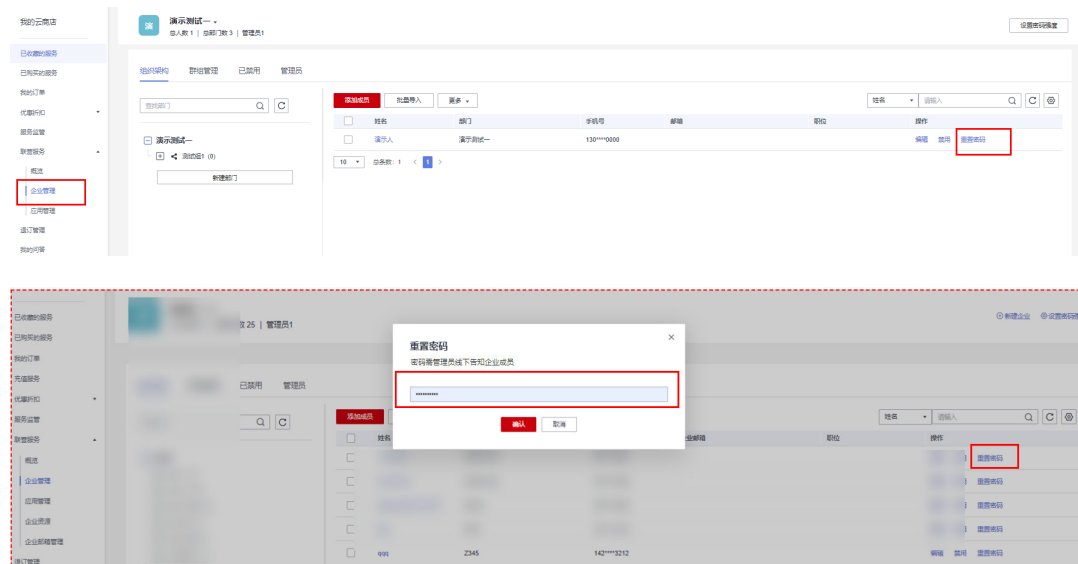 我的云商店
演 演示测试一
总人数 1 | 总部门数 3 | 管理员1
设置密码强度
已收藏的服务
已购买的服务
我的订单
优惠折扣
服务监管
联营服务
概览
企业管理
应用管理
退订管理
我的问答
组织架构 群组管理 已禁用 管理员
查找部门
演示测试一
测试组1 (0)
新建部门
添加成员 批量导入 更多
姓名 请输入
姓名 部门 手机号 邮箱 职位 操作
演示人 演示测试一 130****0000 编辑 禁用 重置密码
10 总条数: 1 < 1 >
已收藏的服务
已购买的服务
我的订单
充值服务
优惠折扣
服务监管
联营服务
概览
企业管理
应用管理
企业资源
企业邮箱管理
退订管理
数 25 | 管理员1
新建企业 设置密码强
已禁用 管理员
重置密码
密码需管理员线下告知企业成员
确认 取消
添加成员
姓名 请输入
姓名 业邮箱 职位 操作
重置密码
重置密码
重置密码
重置密码
qqq 2345 142****3212 编辑 禁用 重置密码